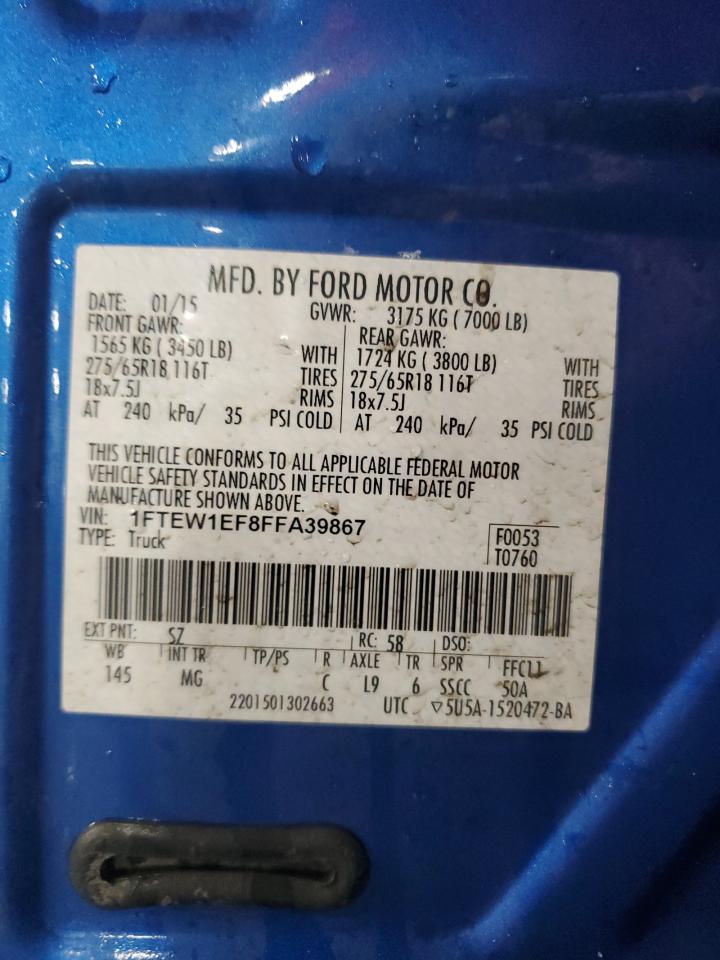 MFD. BY FORD MOTOR CO.
DATE: 01/15 GVWR: 3175 KG ( 7000 LB)
FRONT GAWR: REAR GAWR:
1565 KG ( 3450 LB) WITH 1724 KG ( 3800 LB) WITH
275/65R18 116T TIRES 275/65R18 116T TIRES
18x7.5J RIMS 18x7.5J RIMS
AT 240 kPa/ 35 PSI COLD AT 240 kPa/ 35 PSI COLD
THIS VEHICLE CONFORMS TO ALL APPLICABLE FEDERAL MOTOR
VEHICLE SAFETY STANDARDS IN EFFECT ON THE DATE OF
MANUFACTURE SHOWN ABOVE.
VIN: 1FTEW1EF8FFA39867 F0053
TYPE: Truck T0760
EXT PNT: SZ RC: 58 DSO:
WB INT TR TP/PS R AXLE TR SPR FFC11
145 MG C L9 6 SSCC 50A
2201501302663 UTC ▽5U5A-1520472-BA